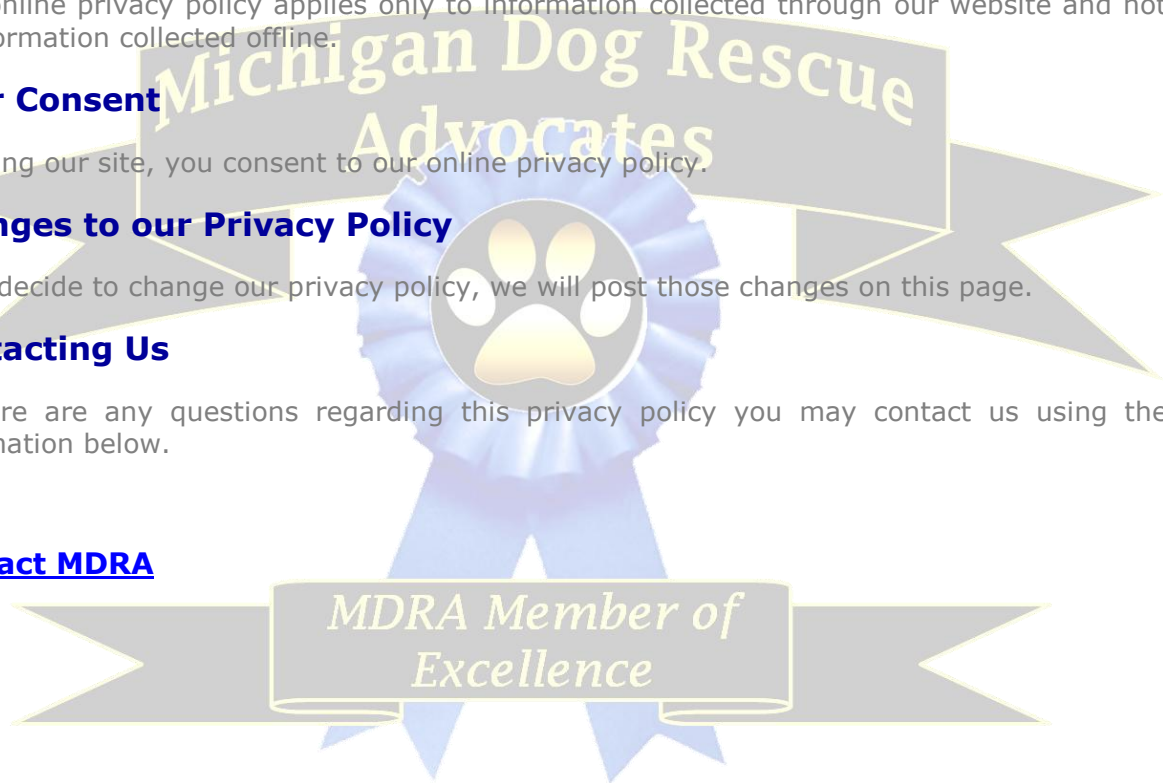 online privacy policy applies only to information collected through our website and not
ormation collected offline.
Michigan Dog Rescue
Advocates
r Consent
ing our site, you consent to our online privacy policy.
nges to our Privacy Policy
decide to change our privacy policy, we will post those changes on this page.
tacting Us
re are any questions regarding this privacy policy you may contact us using the
mation below.
act MDRA
MDRA Member of
Excellence